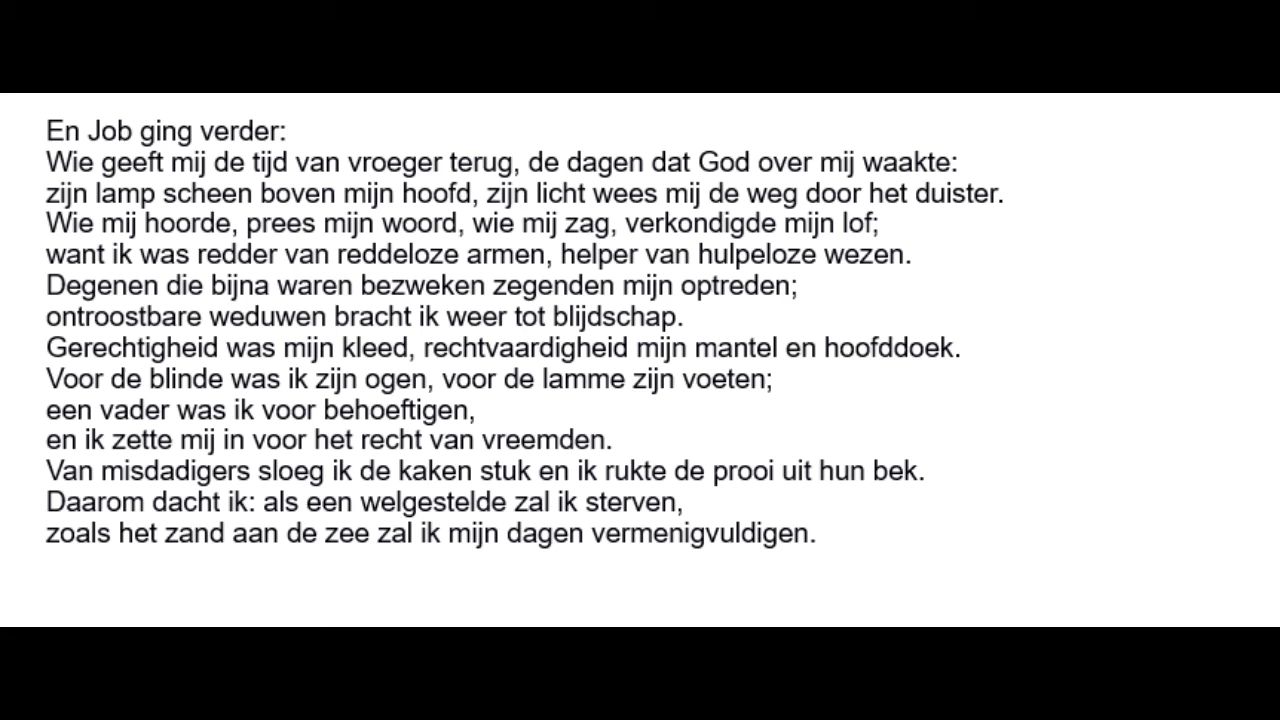 En Job ging verder:
Wie geeft mij de tijd van vroeger terug, de dagen dat God over mij waakte:
zijn lamp scheen boven mijn hoofd, zijn licht wees mij de weg door het duister.
Wie mij hoorde, prees mijn woord, wie mij zag, verkondigde mijn lof;
want ik was redder van reddeloze armen, helper van hulpeloze wezen.
Degenen die bijna waren bezweken zegenden mijn optreden;
ontroostbare weduwen bracht ik weer tot blijdschap.
Gerechtigheid was mijn kleed, rechtvaardigheid mijn mantel en hoofddoek.
Voor de blinde was ik zijn ogen, voor de lamme zijn voeten;
een vader was ik voor behoeftigen,
en ik zette mij in voor het recht van vreemden.
Van misdadigers sloeg ik de kaken stuk en ik rukte de prooi uit hun bek.
Daarom dacht ik: als een welgestelde zal ik sterven,
zoals het zand aan de zee zal ik mijn dagen vermenigvuldigen.